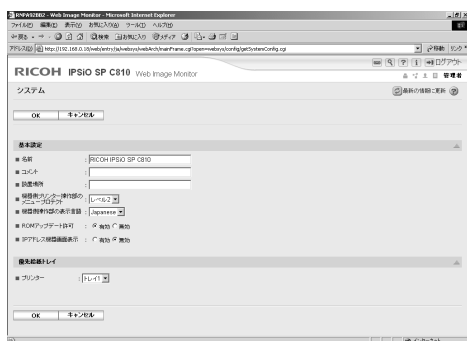 RNPA92BB2 - Web Image Monitor - Microsoft Internet Explorer
ファイル(F) 編集(E) 表示(V) お気に入り(A) ツール(T) ヘルプ(H)
戻る 検索 お気に入り メディア
アドレス(D) http://192.168.0.18/web/entry/ja/websys/webArch/mainFrame.cgi?open=websys/config/getSystemConfig.cgi 移動 リンク
ログアウト
RICOH IPSiO SP C810 Web Image Monitor
管理者
システム 最新の情報に更新
OK キャンセル
基本設定
名前 : RICOH IPSiO SP C810
コメント :
設置場所 :
機器側プリンター操作部のメニュープロテクト : レベル2
機器側操作部の表示言語 : Japanese
ROMアップデート許可 : 有効 無効
IPアドレス機器画面表示 : 有効 無効
優先給紙トレイ
プリンター : トレイ1
OK キャンセル
インターネット